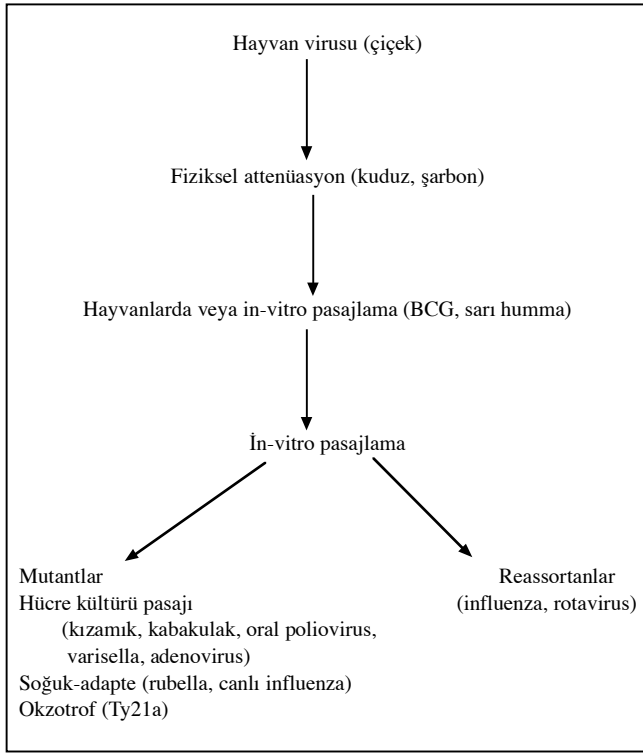 Hayvan virusu (çiçek)
Fiziksel attenüasyon (kuduz, şarbon)
Hayvanlarda veya in-vitro pasajlama (BCG, sarı humma)
İn-vitro pasajlama
Mutantlar
Hücre kültürü pasajı
(kızamık, kabakulak, oral poliovirus,
varisella, adenovirus)
Soğuk-adapte (rubella, canlı influenza)
Okzotrof (Ty21a)
Reassortanlar
(influenza, rotavirus)